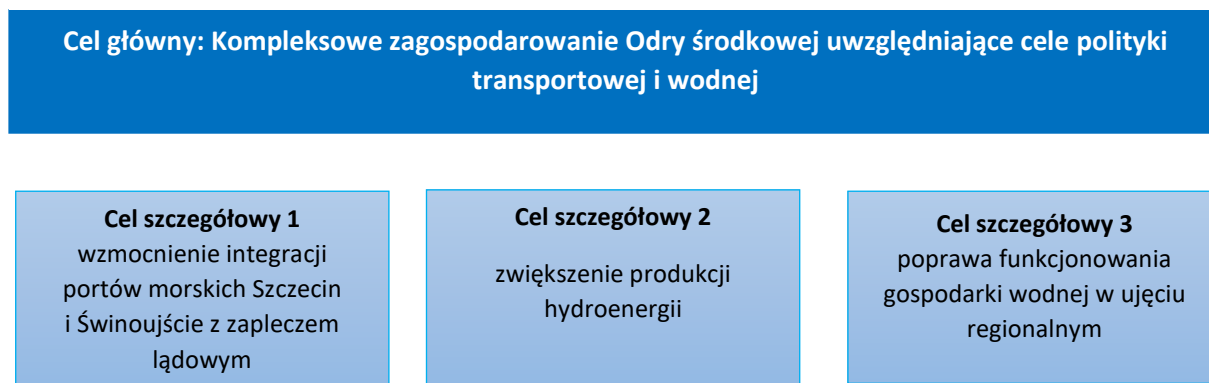 Cel główny: Kompleksowe zagospodarowanie Odry środkowej uwzględniające cele polityki
transportowej i wodnej
Cel szczegółowy 1
wzmocnienie integracji
portów morskich Szczecin
i Świnoujście z zapleczem
lądowym
Cel szczegółowy 2
zwiększenie produkcji
hydroenergii
Cel szczegółowy 3
poprawa funkcjonowania
gospodarki wodnej w ujęciu
regionalnym